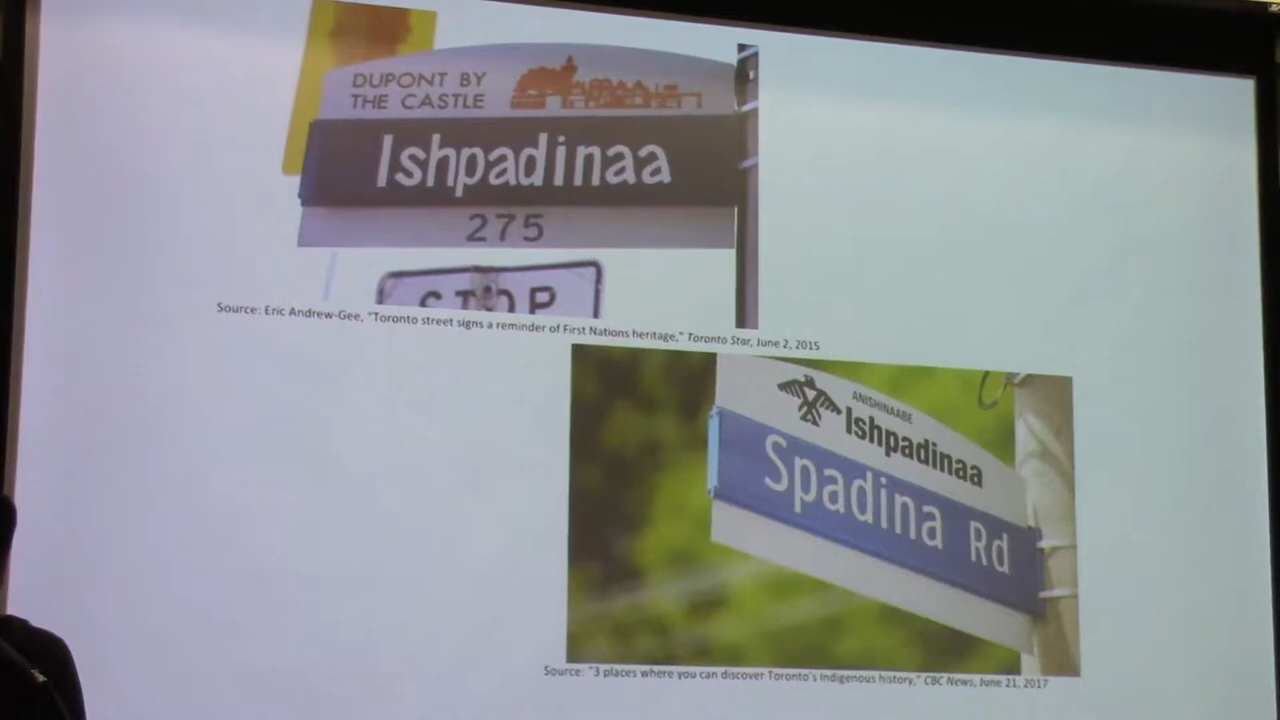 DUPONT BY
THE CASTLE
Ishpadinaa
275
STOP
Source: Eric Andrew-Gee, "Toronto street signs a reminder of First Nations heritage," Toronto Star, June 2, 2015
ANISHINAABE
Ishpadinaa
Spadina Rd
Source: "3 places where you can discover Toronto's Indigenous history," CBC News, June 21, 2017